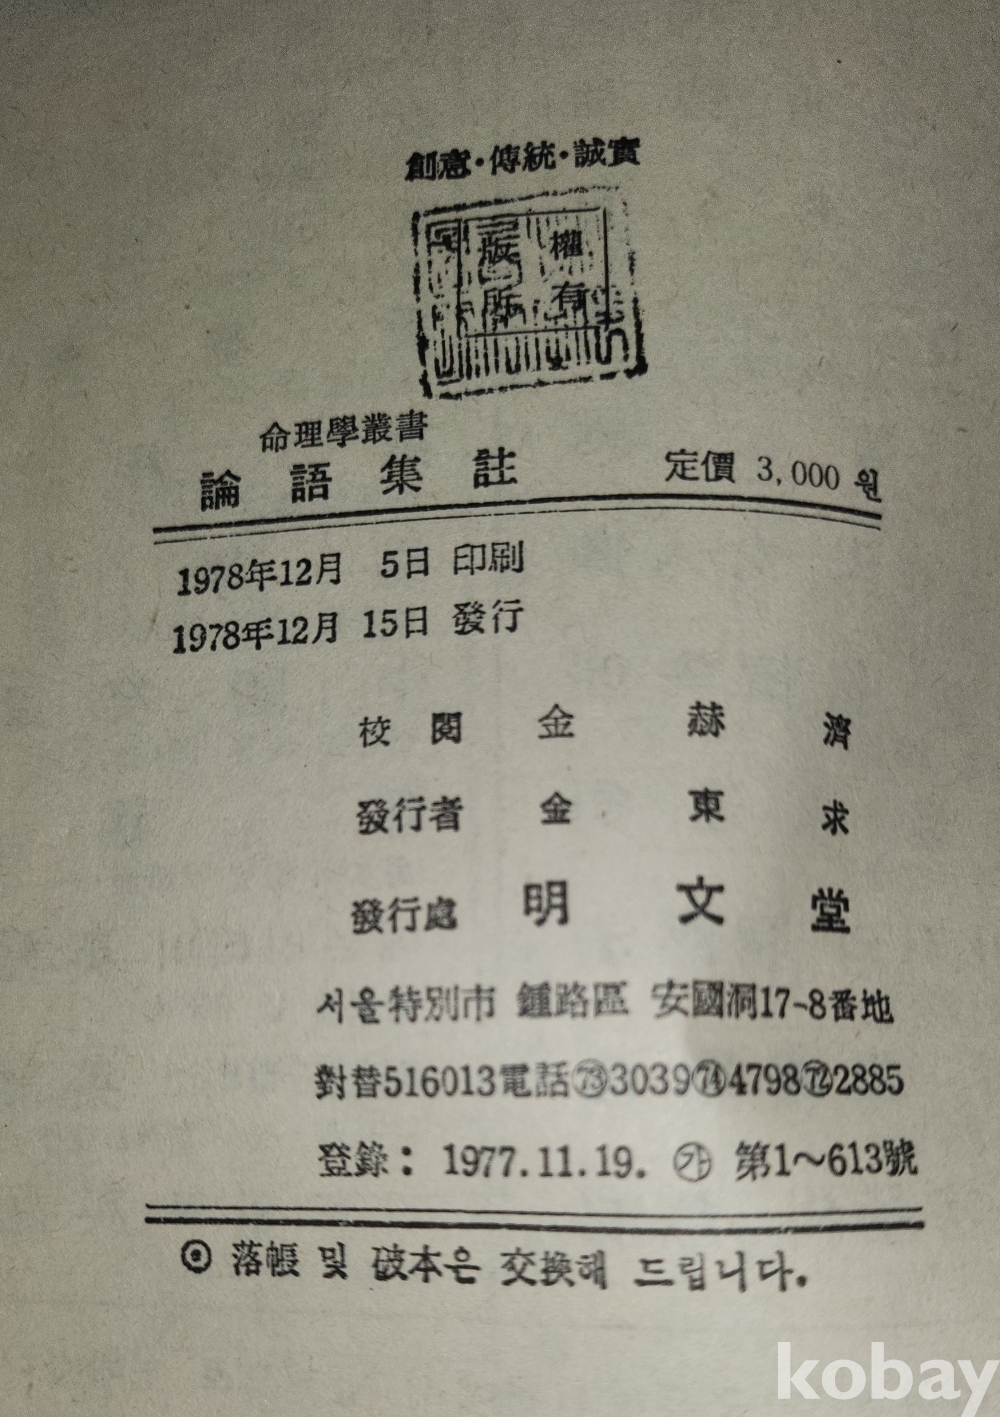 創意·傳統·誠實
版權
所有
命理學叢書
論語集註 定價 3,000 원
1978年12月 5日 印刷
1978年12月 15日 發行
校閱 金赫濟
發行者 金東求
發行處 明文堂
서울特別市 鍾路區 安國洞17-8番地
對替516013電話㉓3039㉔4798㉒2885
登錄: 1977.11.19. ㉮ 第1~613號
⊙ 落帳 및 破本은 交換해 드립니다.
kobay